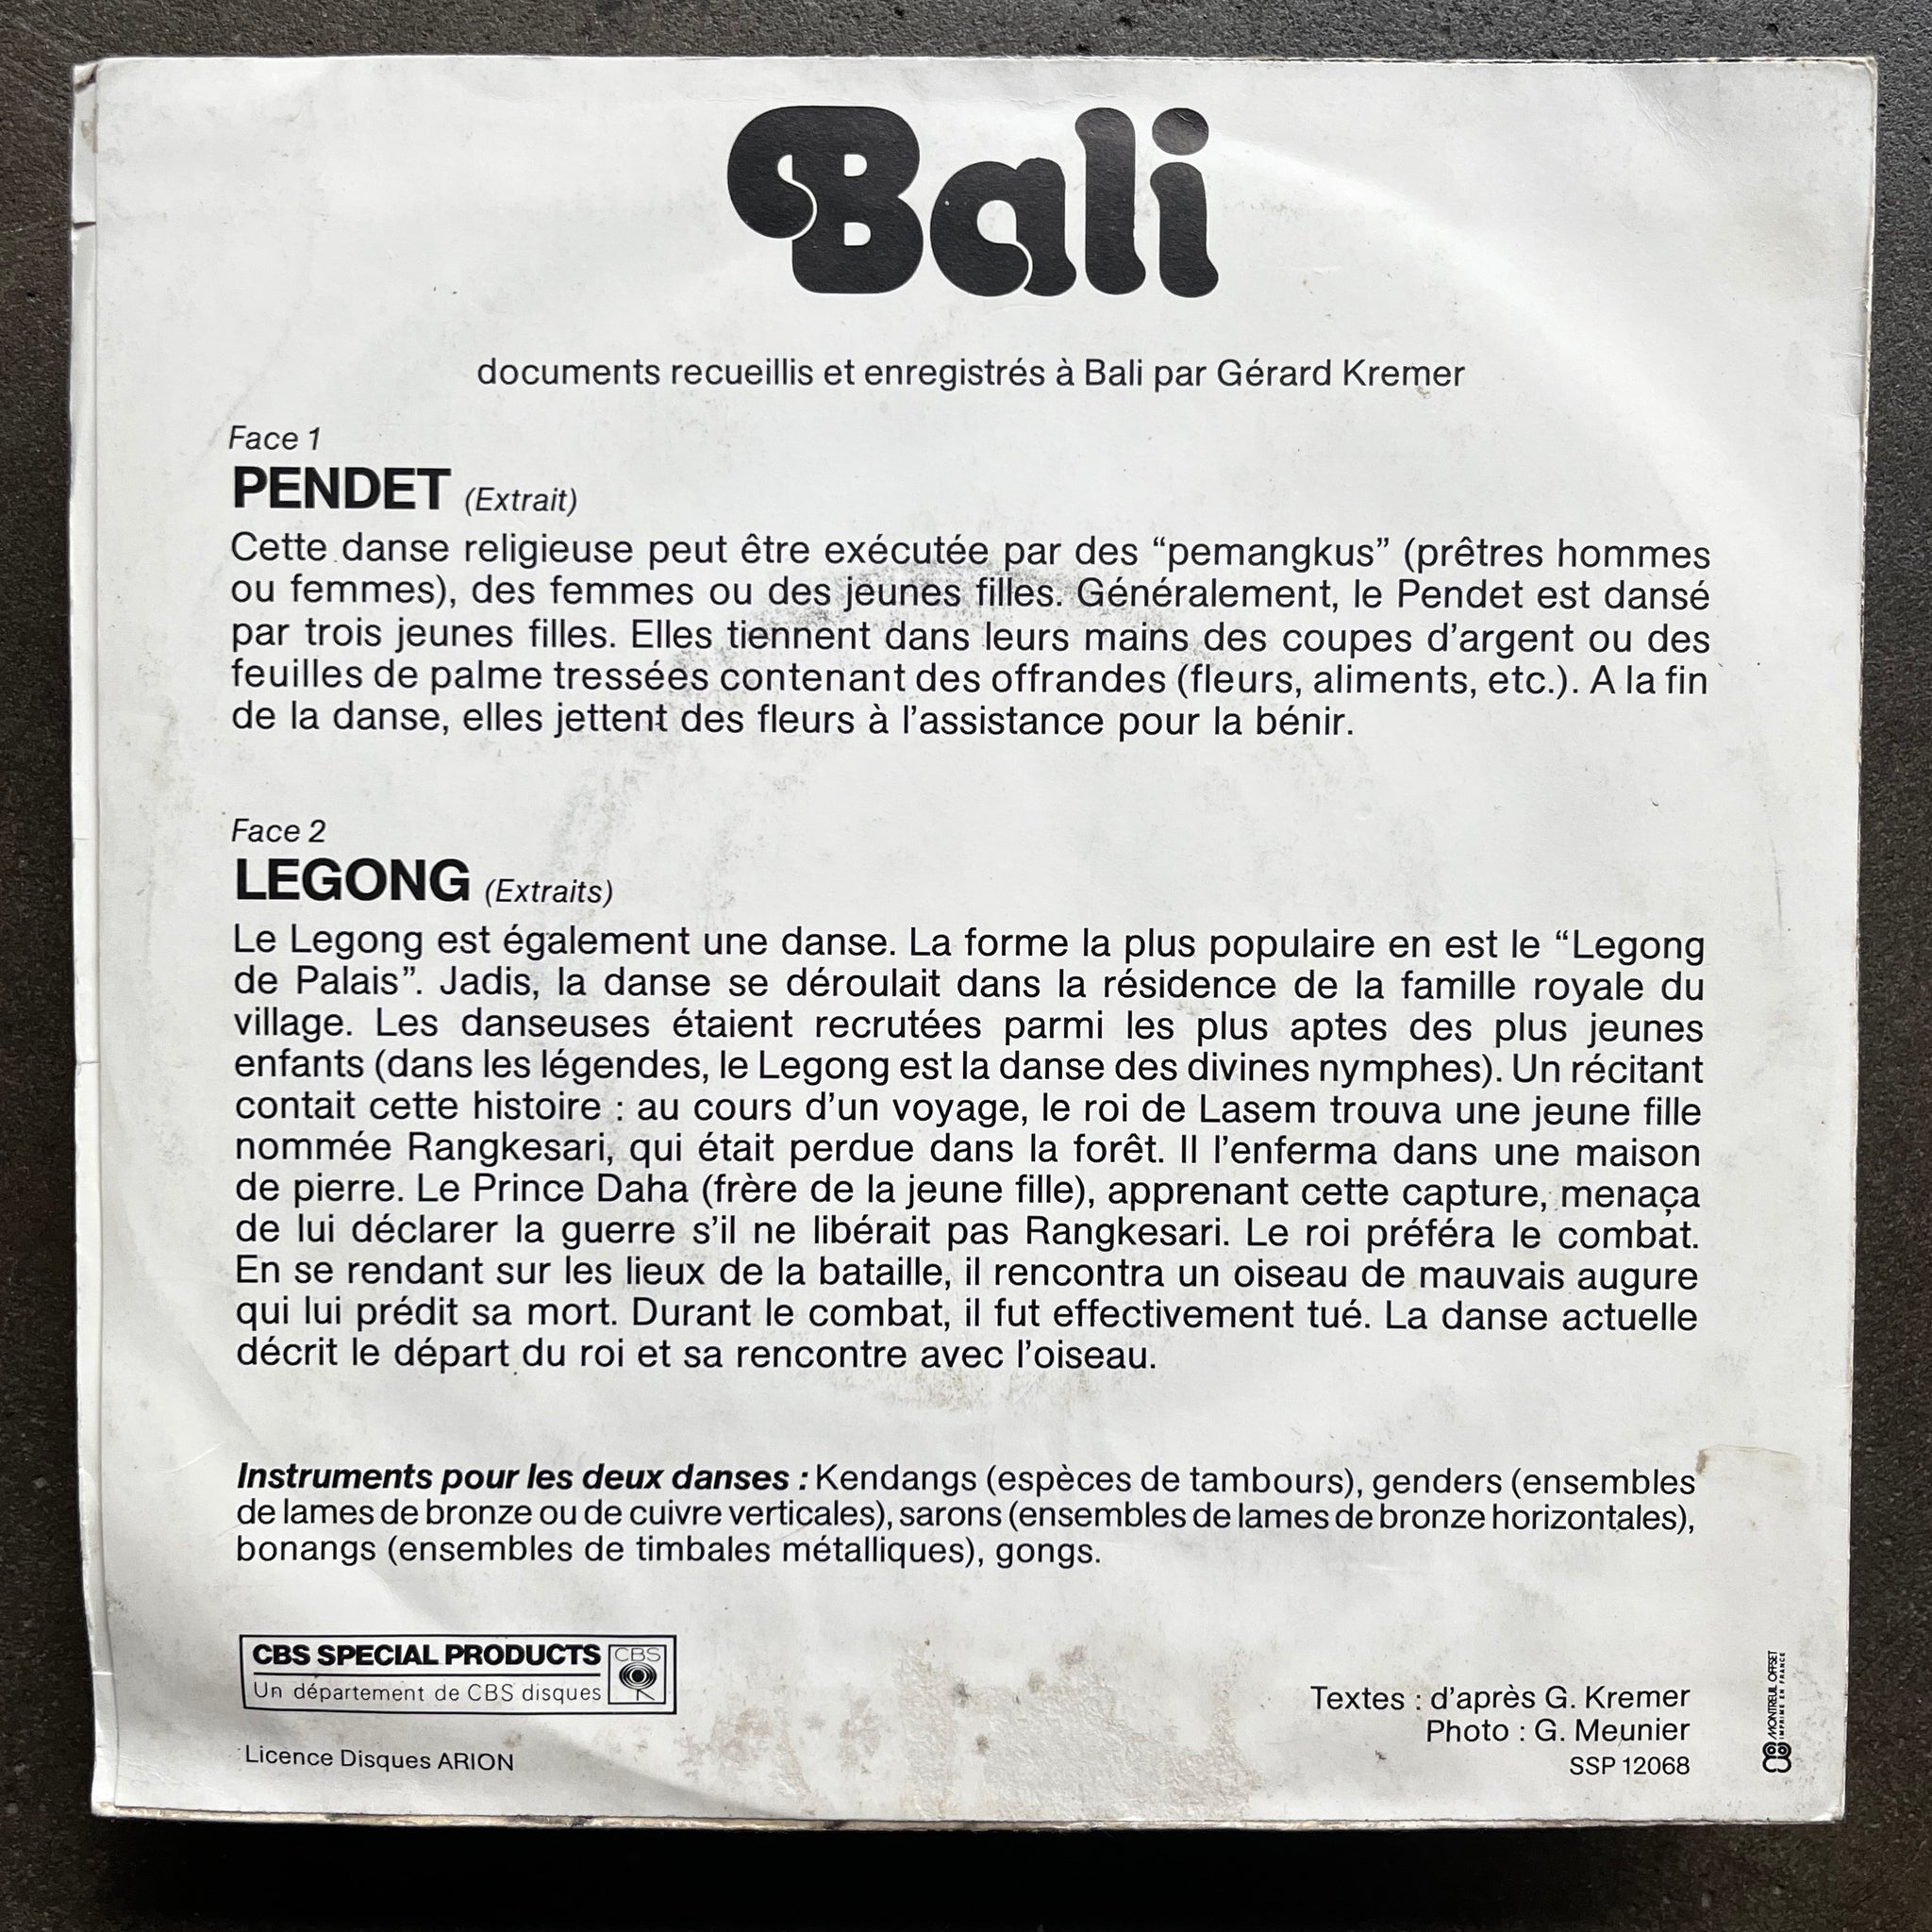 Bali
documents recueillis et enregistrés à Bali par Gérard Kremer
Face 1
PENDET (Extrait)
Cette danse religieuse peut être exécutée par des “pemangkus” (prêtres hommes
ou femmes), des femmes ou des jeunes filles. Généralement, le Pendet est dansé
par trois jeunes filles. Elles tiennent dans leurs mains des coupes d’argent ou des
feuilles de palme tressées contenant des offrandes (fleurs, aliments, etc.). A la fin
de la danse, elles jettent des fleurs à l’assistance pour la bénir.
Face 2
LEGONG (Extraits)
Le Legong est également une danse. La forme la plus populaire en est le “Legong
de Palais”. Jadis, la danse se déroulait dans la résidence de la famille royale du
village. Les danseuses étaient recrutées parmi les plus aptes des plus jeunes
enfants (dans les légendes, le Legong est la danse des divines nymphes). Un récitant
contait cette histoire : au cours d’un voyage, le roi de Lasem trouva une jeune fille
nommée Rangkesari, qui était perdue dans la forêt. Il l’enferma dans une maison
de pierre. Le Prince Daha (frère de la jeune fille), apprenant cette capture, menaça
de lui déclarer la guerre s’il ne libérait pas Rangkesari. Le roi préféra le combat.
En se rendant sur les lieux de la bataille, il rencontra un oiseau de mauvais augure
qui lui prédit sa mort. Durant le combat, il fut effectivement tué. La danse actuelle
décrit le départ du roi et sa rencontre avec l’oiseau.
Instruments pour les deux danses : Kendangs (espèces de tambours), genders (ensembles
de lames de bronze ou de cuivre verticales), sarons (ensembles de lames de bronze horizontales),
bonangs (ensembles de timbales métalliques), gongs.
CBS SPECIAL PRODUCTS
CBS
Un département de CBS disques
Licence Disques ARION
Textes : d’après G. Kremer
Photo : G. Meunier
SSP 12068
MONTREUIL OFFSET
IMPRIMÉ EN FRANCE